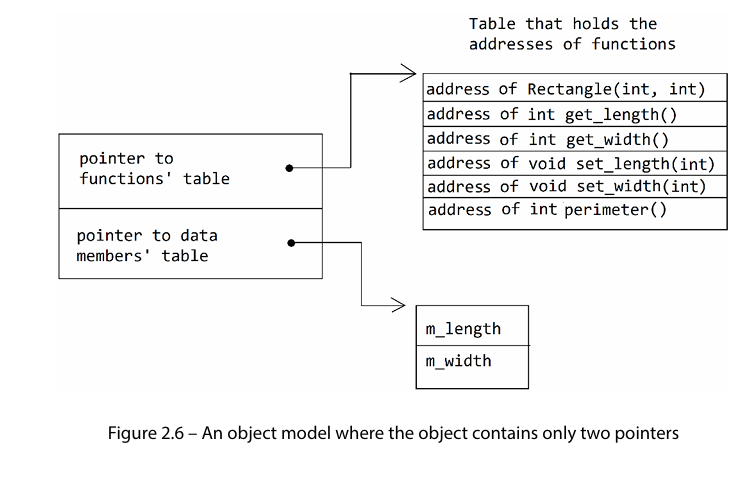 Table that holds the
addresses of functions
address of Rectangle(int, int)
address of int get_length()
address of int get_width()
address of void set_length(int)
address of void set_width(int)
address of int perimeter()
pointer to
functions' table
pointer to data
members' table
m_length
m_width
Figure 2.6 – An object model where the object contains only two pointers